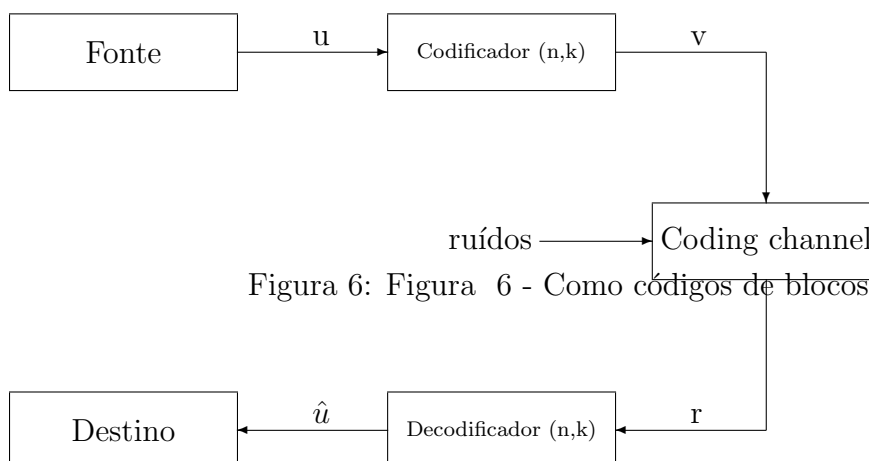 Fonte
u
Codificador (n,k)
v
ruídos
Coding channel
Figura 6: Figura 6 - Como códigos de blocos
Destino
û
Decodificador (n,k)
r